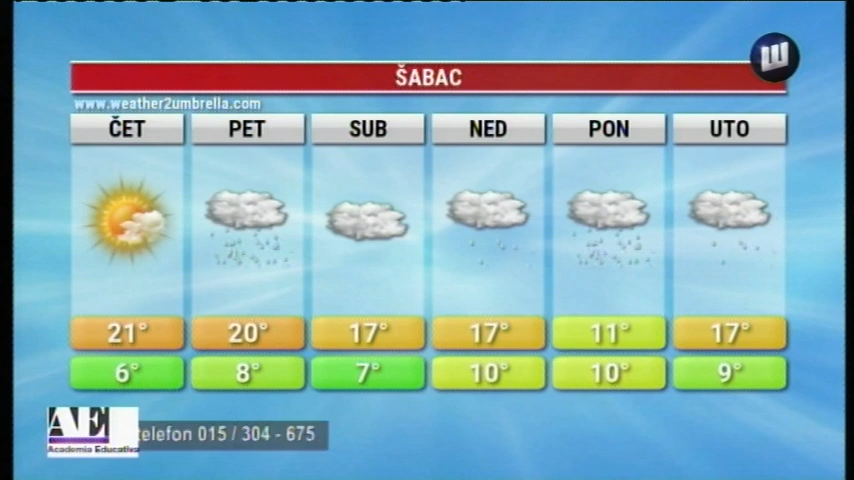 ŠABAC
www.weather2umbrella.com
ČET PET SUB NED PON UTO
21° 20° 17° 17° 11° 17°
6° 8° 7° 10° 10° 9°
AE
Academia Educativa
telefon 015 / 304 - 675